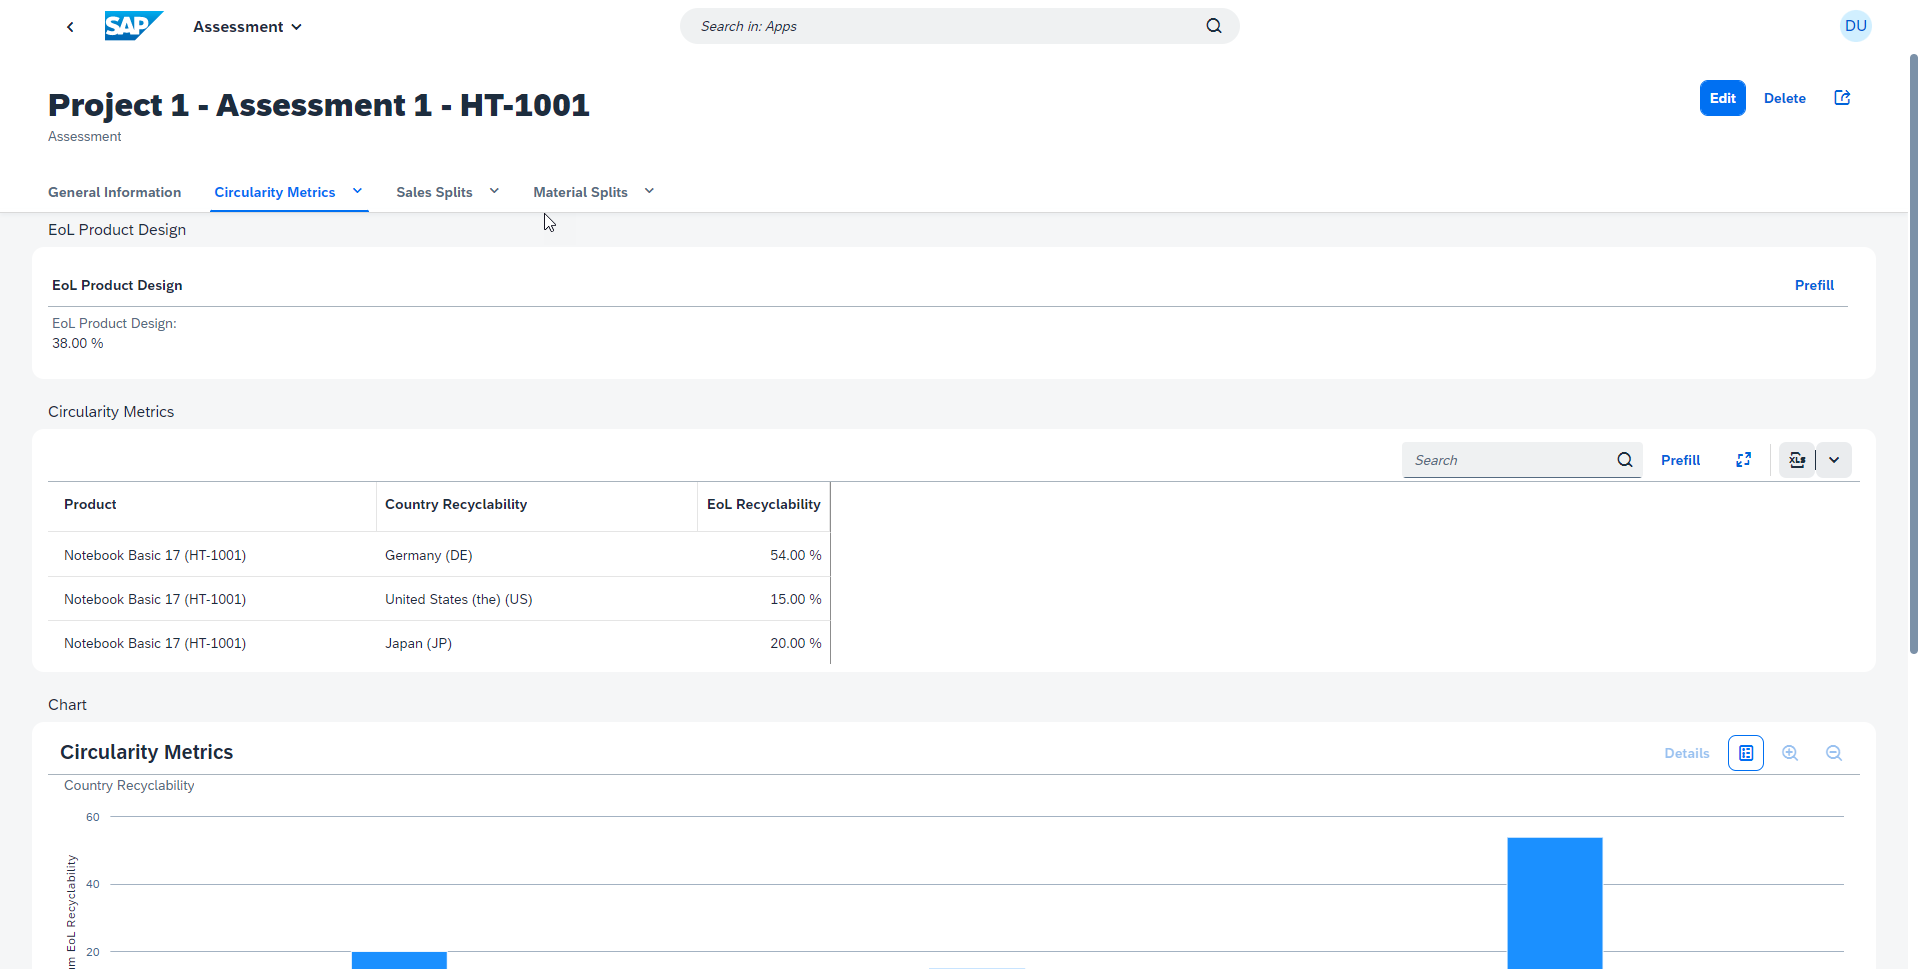 SAP
Assessment
Search in: Apps
DU
Project 1 - Assessment 1 - HT-1001
Edit
Delete
Assessment
General Information
Circularity Metrics
Sales Splits
Material Splits
EoL Product Design
EoL Product Design
Prefill
EoL Product Design:
38.00 %
Circularity Metrics
Search
Prefill
XLS
Product
Country Recyclability
EoL Recyclability
Notebook Basic 17 (HT-1001)
Germany (DE)
54.00 %
Notebook Basic 17 (HT-1001)
United States (the) (US)
15.00 %
Notebook Basic 17 (HT-1001)
Japan (JP)
20.00 %
Chart
Circularity Metrics
Details
Country Recyclability
60
40
20
EoL Recyclability